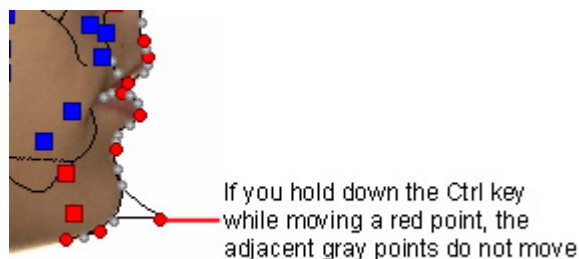 If you hold down the Ctrl key
while moving a red point, the
adjacent gray points do not move